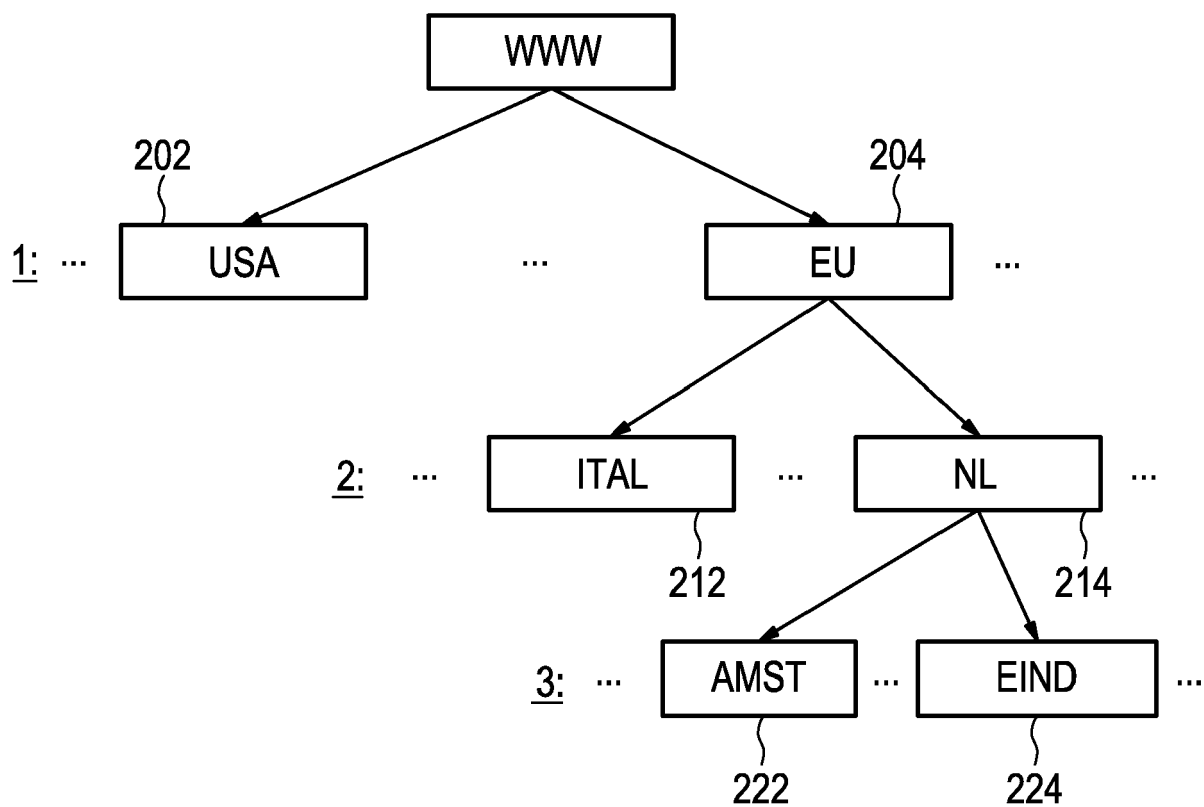 WWW
202 204
1: ... USA ... EU ...
2: ... ITAL ... NL ...
212 214
3: ... AMST ... EIND ...
222 224